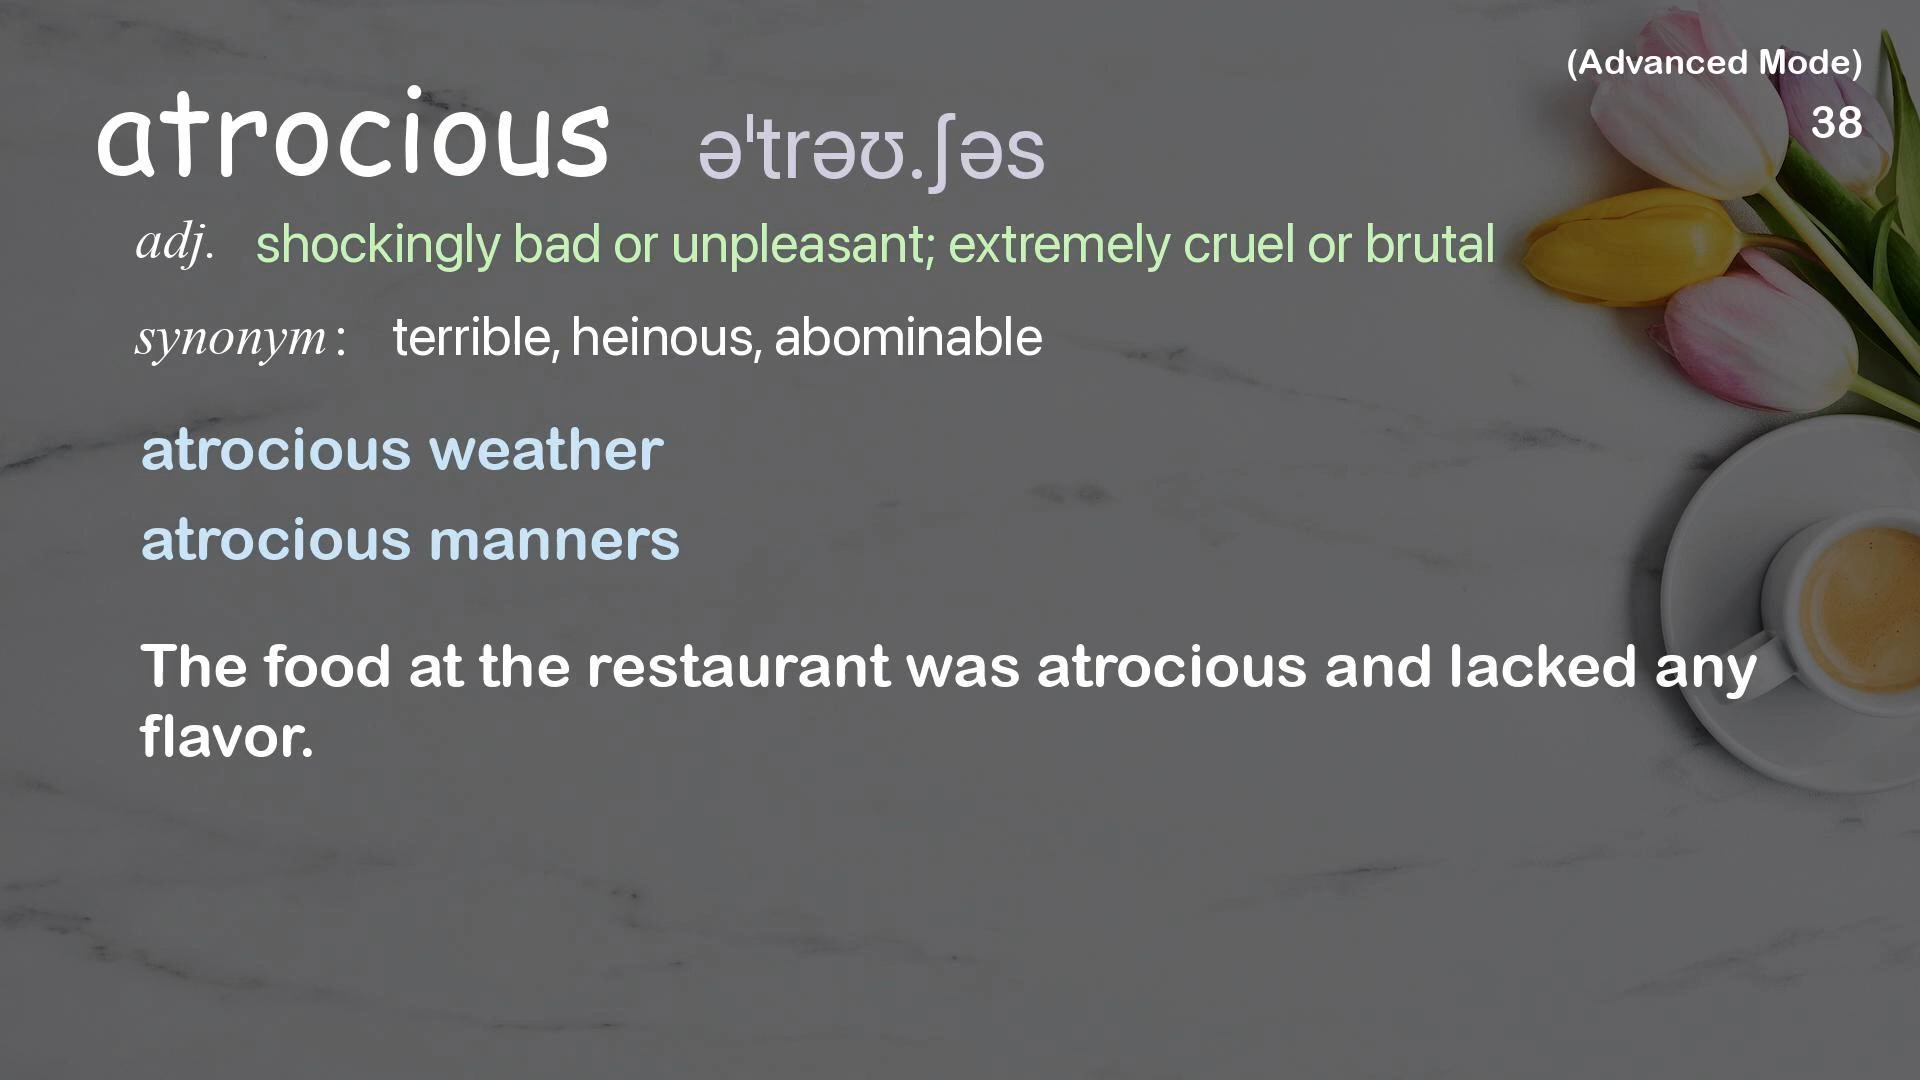 (Advanced Mode)
38
atrocious əˈtrəʊ.ʃəs
adj. shockingly bad or unpleasant; extremely cruel or brutal
synonym: terrible, heinous, abominable
atrocious weather
atrocious manners
The food at the restaurant was atrocious and lacked any
flavor.